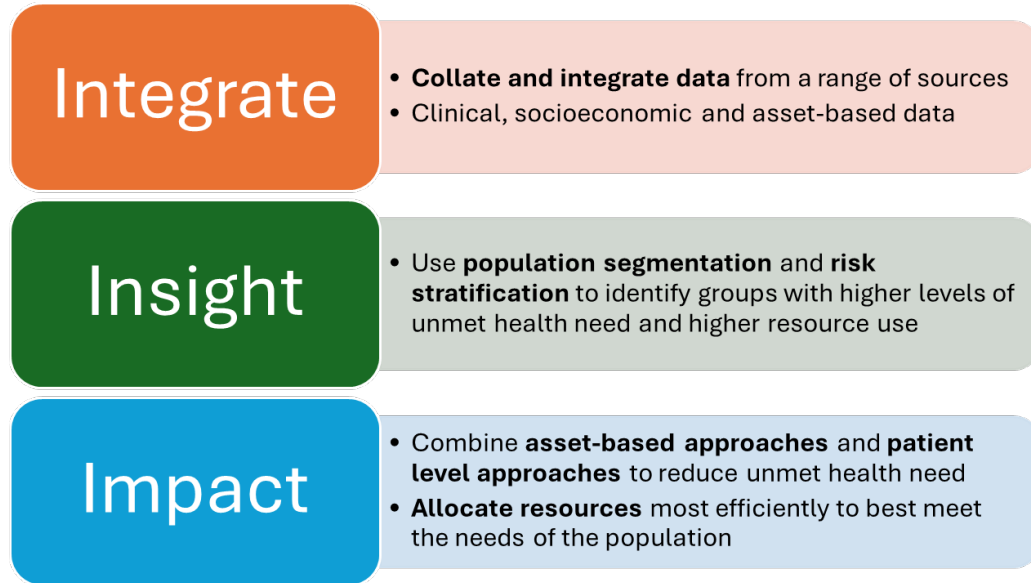 Integrate
• Collate and integrate data from a range of sources
• Clinical, socioeconomic and asset-based data
Insight
• Use population segmentation and risk
stratification to identify groups with higher levels of
unmet health need and higher resource use
Impact
• Combine asset-based approaches and patient
level approaches to reduce unmet health need
• Allocate resources most efficiently to best meet
the needs of the population